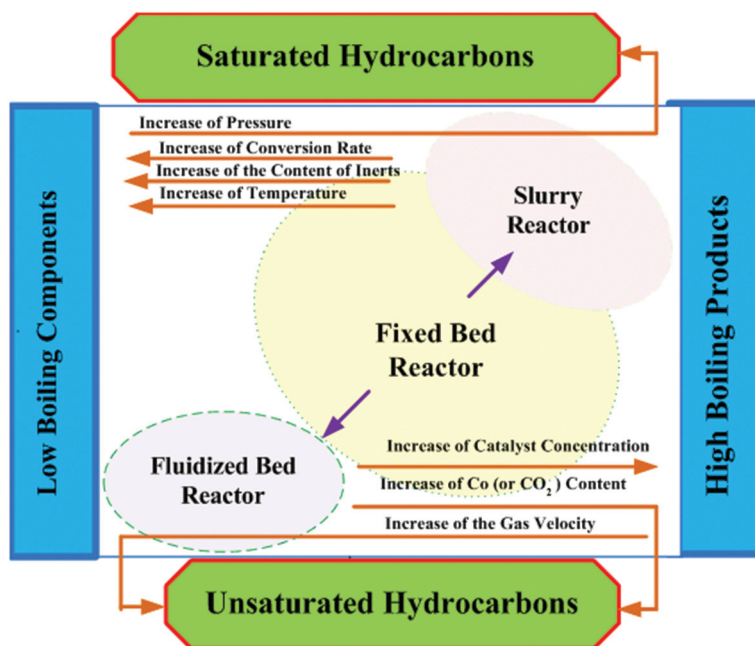 Saturated Hydrocarbons
Increase of Pressure
Increase of Conversion Rate
Increase of the Content of Inerts
Increase of Temperature
Slurry
Reactor
Low Boiling Components
High Boiling Products
Fixed Bed
Reactor
Fluidized Bed
Reactor
Increase of Catalyst Concentration
Increase of Co (or CO₂) Content
Increase of the Gas Velocity
Unsaturated Hydrocarbons